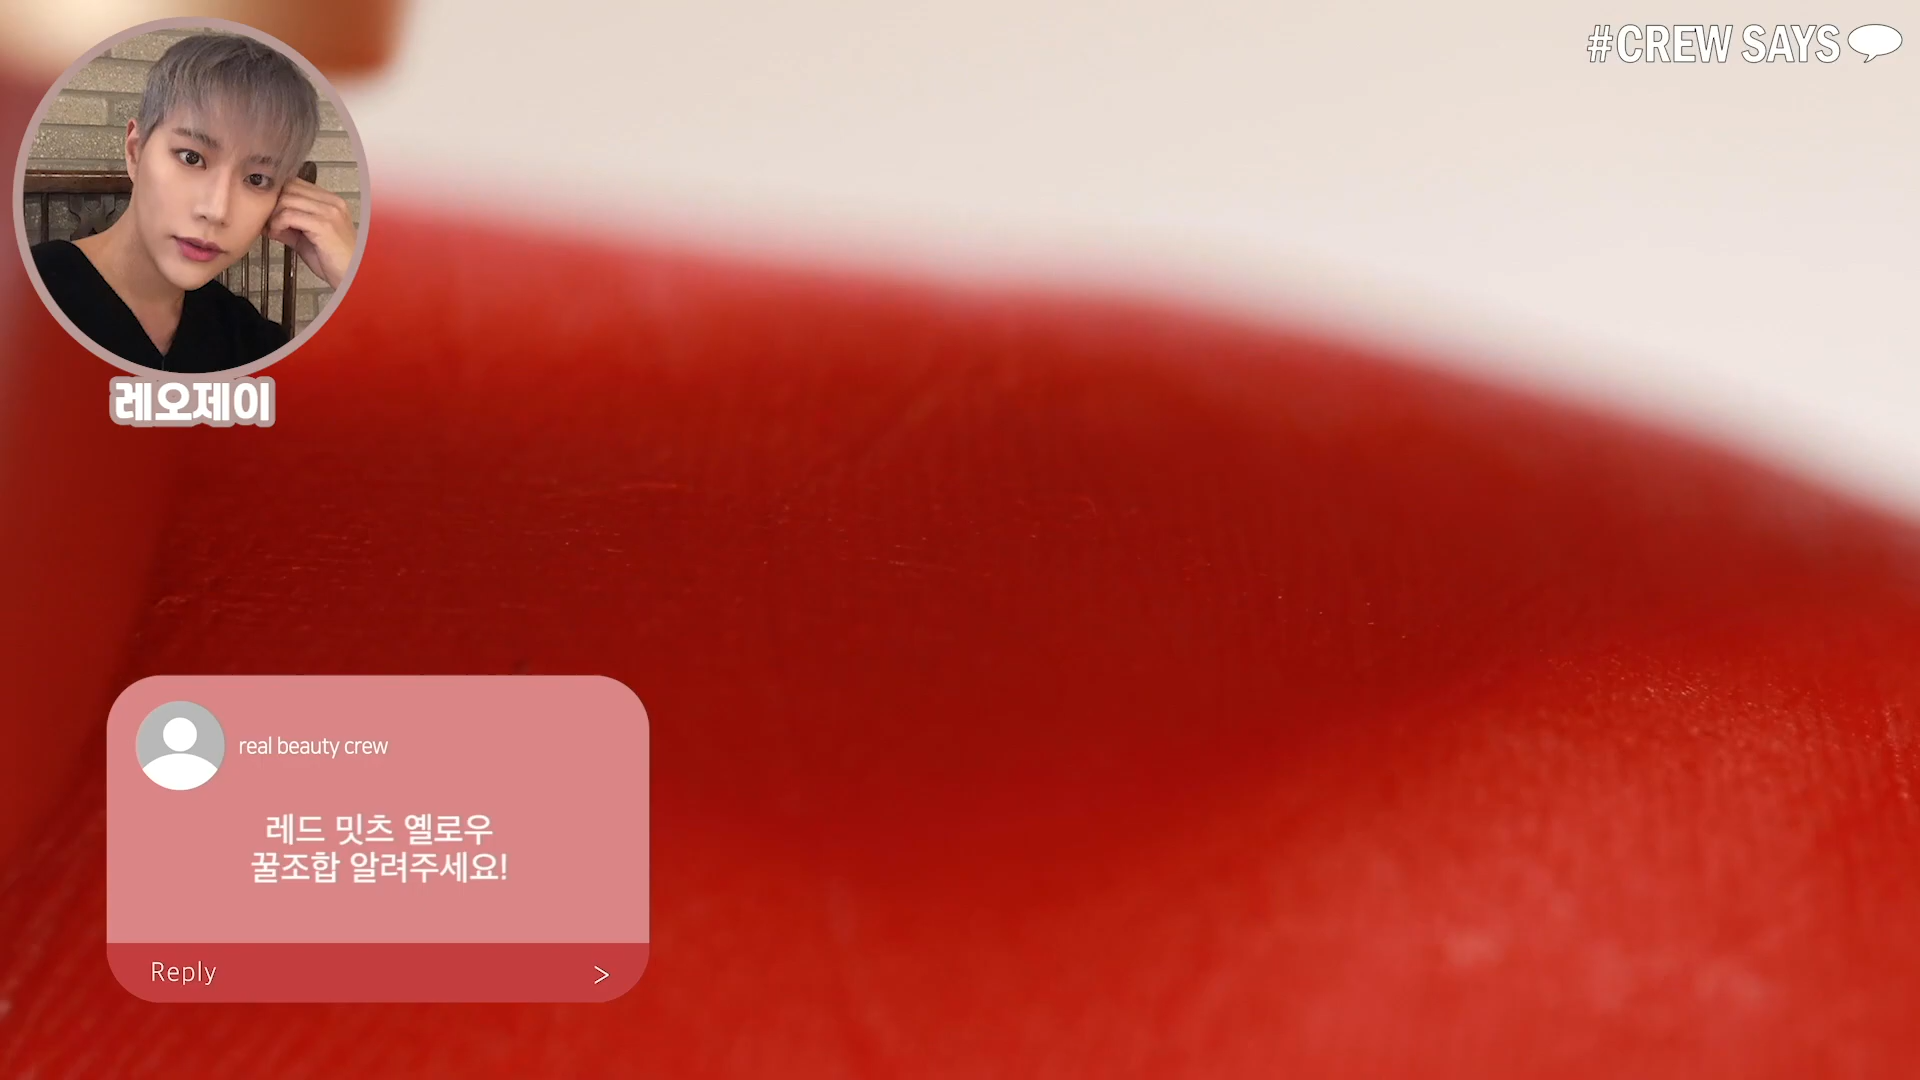 #CREW SAYS
레오제이
real beauty crew
레드 밋츠 옐로우
꿀조합 알려주세요!
Reply >